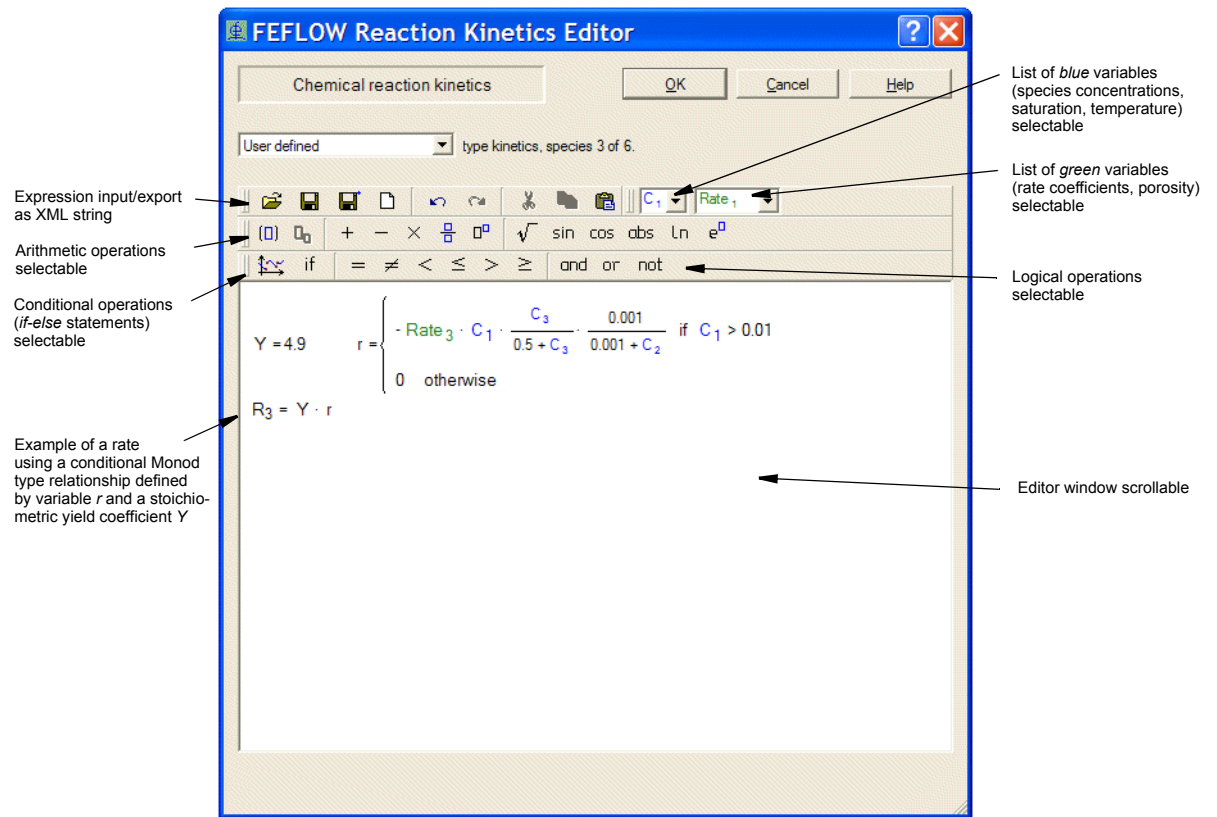 FEFLOW Reaction Kinetics Editor
?
Chemical reaction kinetics
OK
Cancel
Help
List of blue variables
(species concentrations,
saturation, temperature)
selectable
User defined
type kinetics, species 3 of 6.
List of green variables
(rate coefficients, porosity)
selectable
Expression input/export
as XML string
C1
Rate 1
Arithmetic operations
selectable
(▯) ▯▯ + − × ▯/▯ ▯^▯ √ sin cos abs ln e^▯
Conditional operations
(if-else statements)
selectable
if = ≠ < ≤ > ≥ and or not
Logical operations
selectable
Y = 4.9
r = { - Rate3 · C1 · C3 / (0.5 + C3) · 0.001 / (0.001 + C2) if C1 > 0.01
0 otherwise
R3 = Y · r
Example of a rate
using a conditional Monod
type relationship defined
by variable r and a stoichio-
metric yield coefficient Y
Editor window scrollable